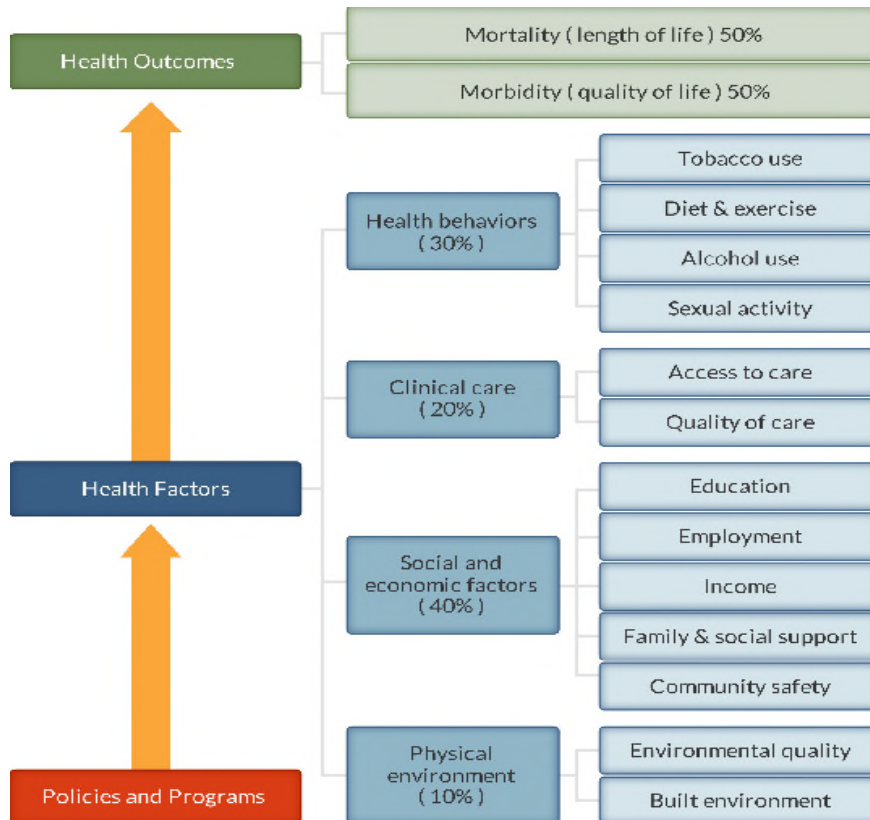 Health Outcomes
Mortality ( length of life ) 50%
Morbidity ( quality of life ) 50%
Health Factors
Health behaviors
( 30% )
Tobacco use
Diet & exercise
Alcohol use
Sexual activity
Clinical care
( 20% )
Access to care
Quality of care
Social and
economic factors
( 40% )
Education
Employment
Income
Family & social support
Community safety
Physical
environment
( 10% )
Environmental quality
Built environment
Policies and Programs